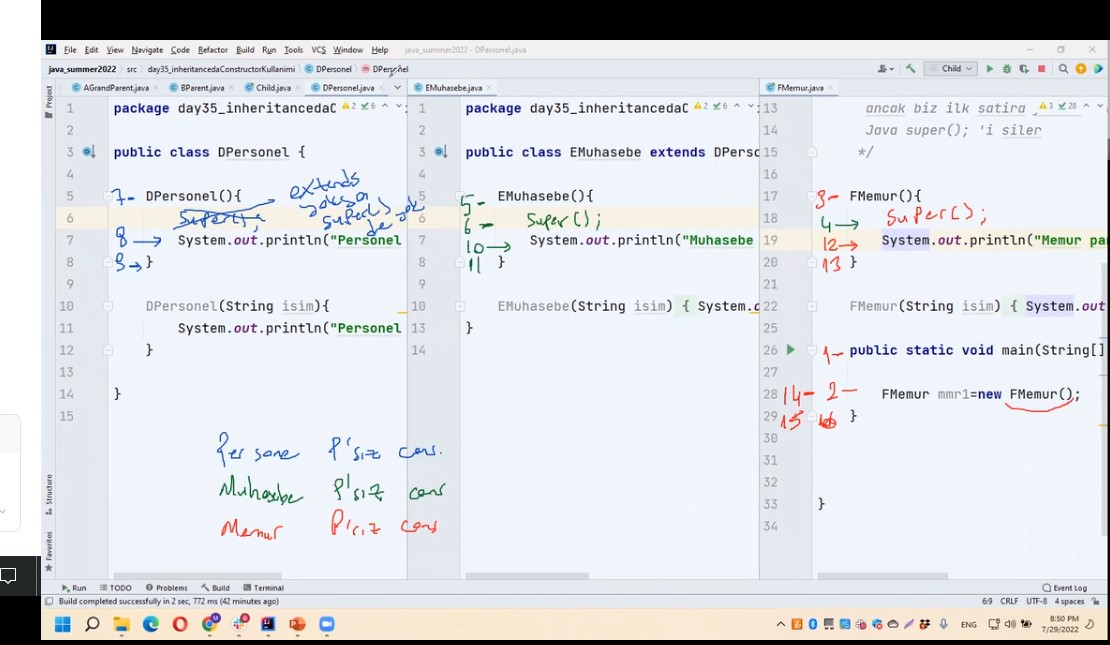 File Edit View Navigate Code Refactor Build Run Tools VCS Window Help java_summer2022 - DPersonel.java
java_summer2022 src day35_inheritancedaConstructorKullanimi DPersonel DPersonel Child
AGrandParent.java BParent.java Child.java DPersonel.java EMuhasebe.java FMemur.java
Project
1 package day35_inheritancedaC 2 6
2
3 public class DPersonel {
4
7- 5 DPersonel(){
extends
6 Super();
super()
8 7 System.out.println("Personel
9 8 }
9
10 DPersonel(String isim){
11 System.out.println("Personel
12 }
13
14 }
15
1 package day35_inheritancedaC 2 6
2
3 public class EMuhasebe extends DPerso
4
5- 5 EMuhasebe(){
6 - 6 Super();
10 7 System.out.println("Muhasebe
11 8 }
9
10 EMuhasebe(String isim) { System.o
13 }
14
13 ancak biz ilk satira 3 28
14 Java super(); 'i siler
15 */
16
3- 17 FMemur(){
4 18 super();
12 19 System.out.println("Memur pa
13 20 }
21
22 FMemur(String isim) { System.out
25
26 1- public static void main(String[]
27
14- 2- 28 FMemur mmr1=new FMemur();
15 29 }
30
31
32
33 }
34
Persone P'siz cons.
Muhasebe P'siz cons
Memur P'siz cons
Structure
Favorites
Run TODO Problems Build Terminal Event Log
Build completed successfully in 2 sec, 772 ms (42 minutes ago) 6:9 CRLF UTF-8 4 spaces
ENG 8:50 PM
7/29/2022